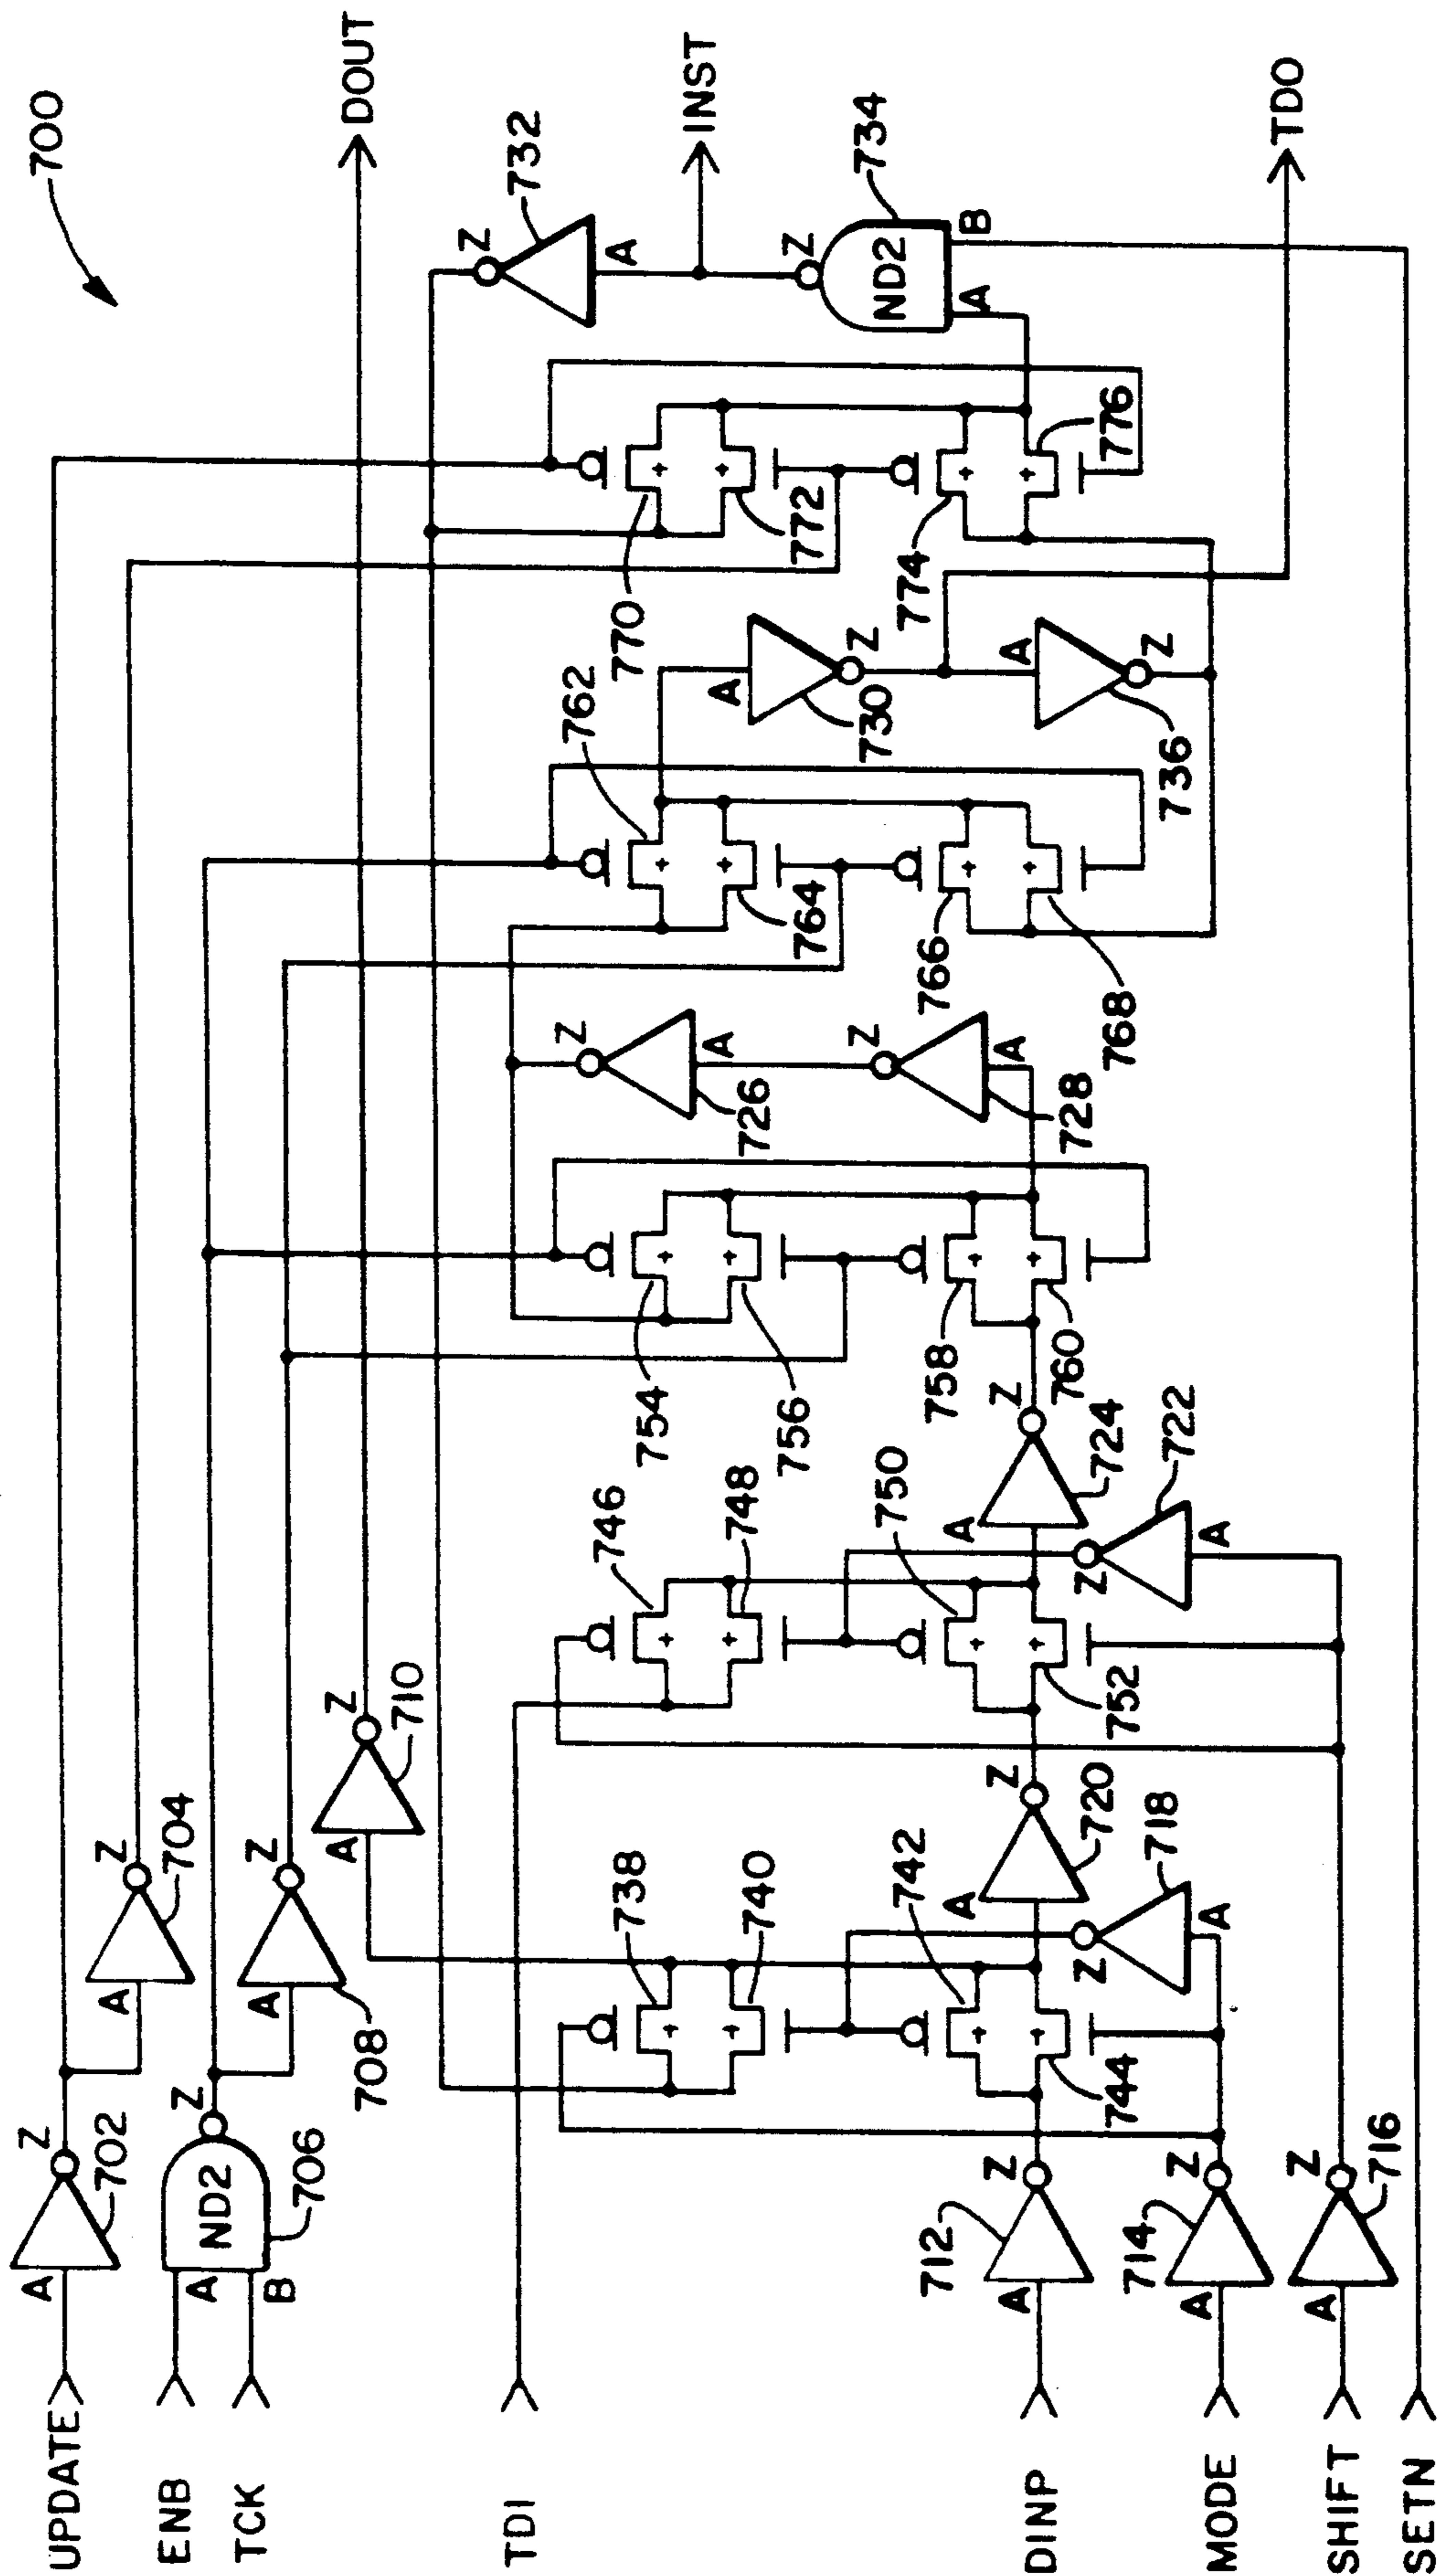 700
UPDATE
A
Z
702
A
Z
704
ENB
TCK
A
B
ND2
Z
706
A
Z
708
A
Z
710
DOUT
TDI
DINP
A
Z
712
MODE
A
Z
714
SHIFT
A
Z
716
SETN
738
740
742
744
A
Z
718
A
Z
720
746
748
750
752
A
Z
722
A
Z
724
754
756
758
760
Z
A
726
Z
A
728
762
764
766
768
A
Z
730
A
Z
736
770
772
774
776
Z
A
732
INST
Z
ND2
A
B
734
TDO